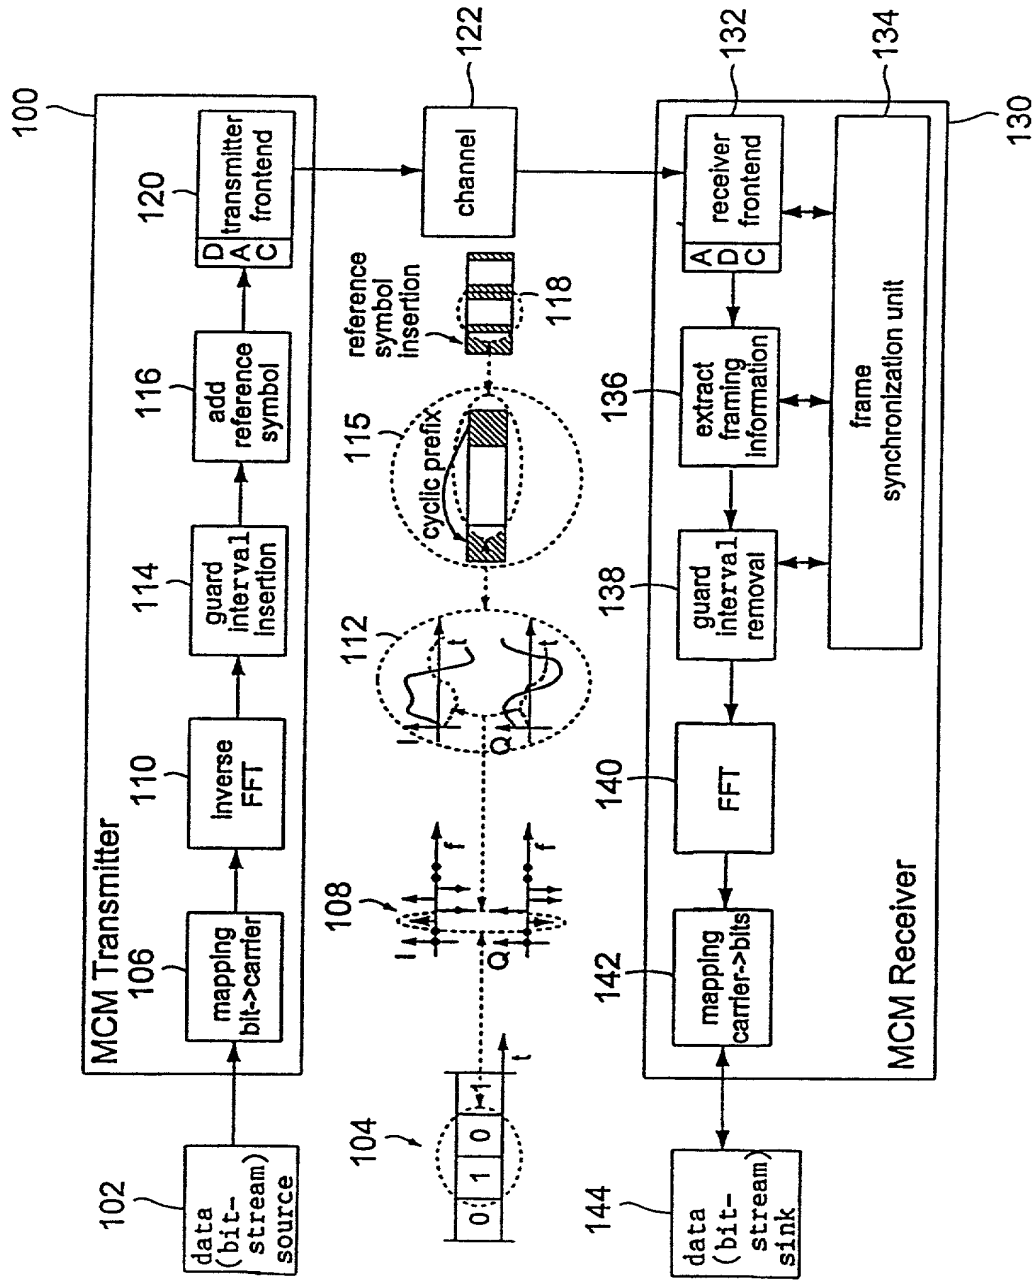 100
MCM Transmitter
102
data
(bit-
stream)
source
106
mapping
bit->carrier
110
inverse
FFT
114
guard
interval
insertion
116
add
reference
symbol
120
D
A
C
transmitter
frontend
122
channel
104
0
1
0
1
t
108
I
f
Q
f
112
I
t
Q
t
115
cyclic prefix
reference
symbol
insertion
118
132
A
D
C
receiver
frontend
136
extract
framing
information
138
guard
interval
removal
140
FFT
142
mapping
carrier->bits
144
data
(bit-
stream)
sink
134
frame
synchronization unit
MCM Receiver
130